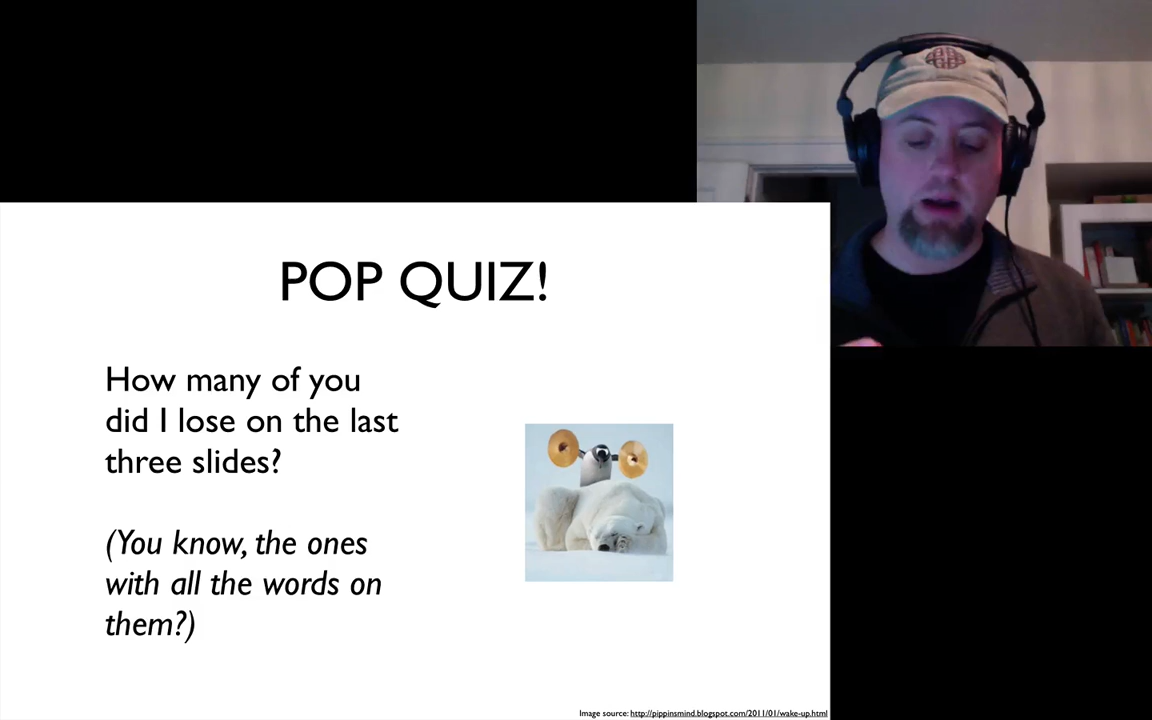 POP QUIZ!
How many of you
did I lose on the last
three slides?
(You know, the ones
with all the words on
them?)
Image source: http://pippinsmind.blogspot.com/2011/01/wake-up.html